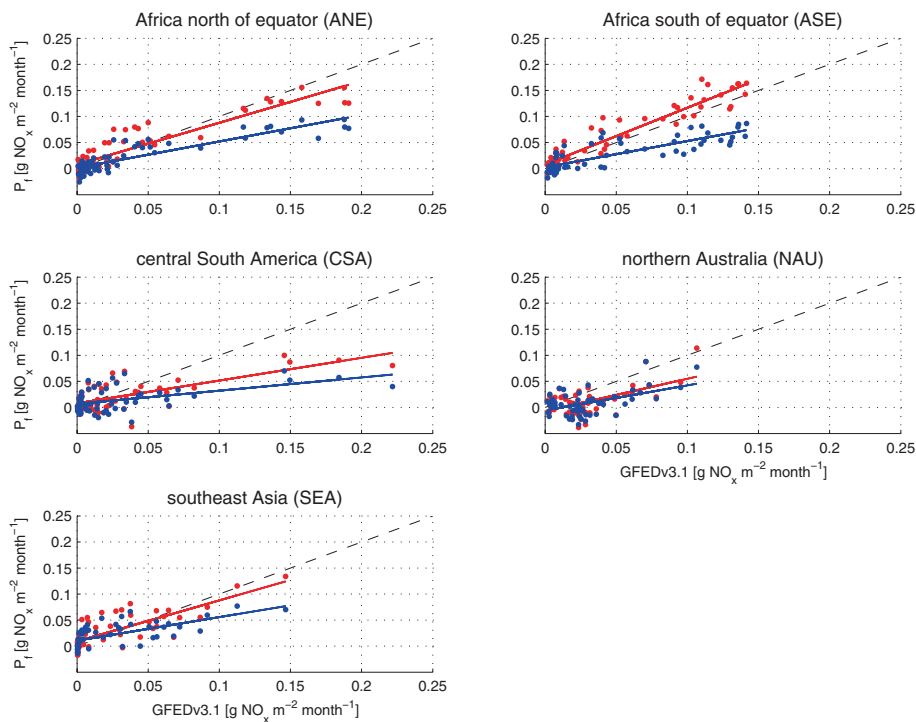 Africa north of equator (ANE)
0.25
0.2
0.15
0.1
0.05
0
P_f [g NO_x m^−2 month^−1]
0 0.05 0.1 0.15 0.2 0.25
Africa south of equator (ASE)
0.25
0.2
0.15
0.1
0.05
0
0 0.05 0.1 0.15 0.2 0.25
central South America (CSA)
0.25
0.2
0.15
0.1
0.05
0
P_f [g NO_x m^−2 month^−1]
0 0.05 0.1 0.15 0.2 0.25
northern Australia (NAU)
0.25
0.2
0.15
0.1
0.05
0
0 0.05 0.1 0.15 0.2 0.25
GFEDv3.1 [g NO_x m^−2 month^−1]
southeast Asia (SEA)
0.25
0.2
0.15
0.1
0.05
0
P_f [g NO_x m^−2 month^−1]
0 0.05 0.1 0.15 0.2 0.25
GFEDv3.1 [g NO_x m^−2 month^−1]